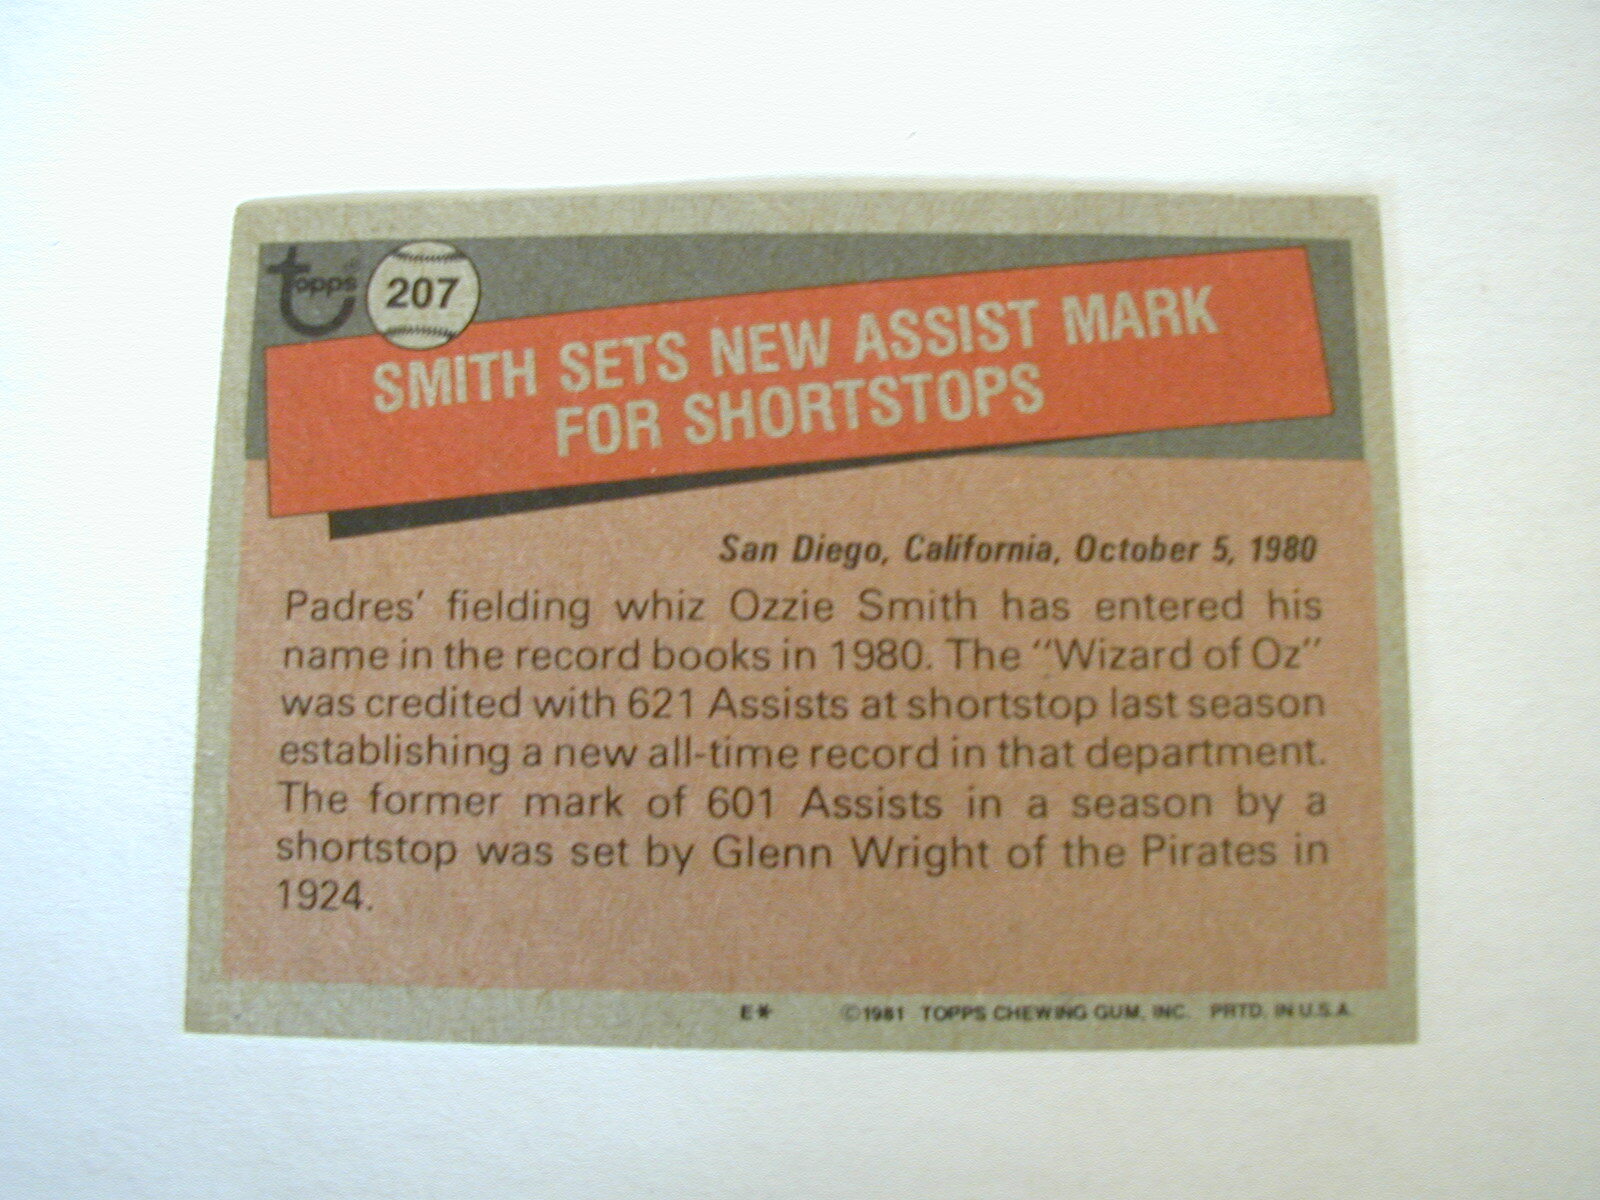 topps
207
SMITH SETS NEW ASSIST MARK
FOR SHORTSTOPS
San Diego, California, October 5, 1980
Padres' fielding whiz Ozzie Smith has entered his
name in the record books in 1980. The "Wizard of Oz"
was credited with 621 Assists at shortstop last season
establishing a new all-time record in that department.
The former mark of 601 Assists in a season by a
shortstop was set by Glenn Wright of the Pirates in
1924.
E* ©1981 TOPPS CHEWING GUM, INC. PRTD. IN U.S.A.